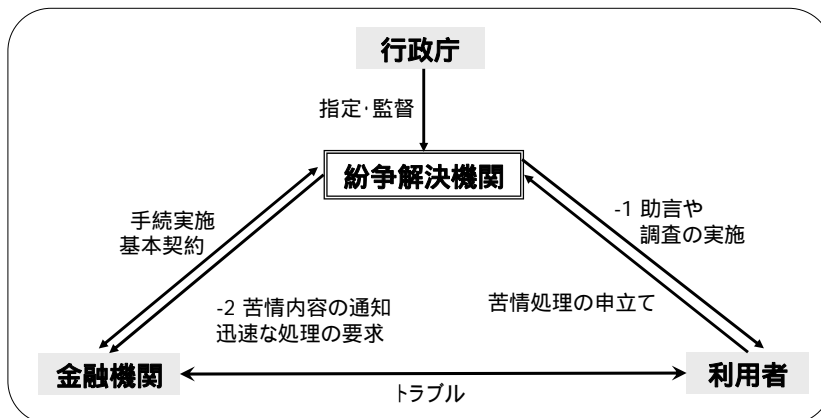 行政庁
指定・監督
紛争解決機関
手続実施
基本契約
-1 助言や
調査の実施
-2 苦情内容の通知
迅速な処理の要求
苦情処理の申立て
金融機関
トラブル
利用者